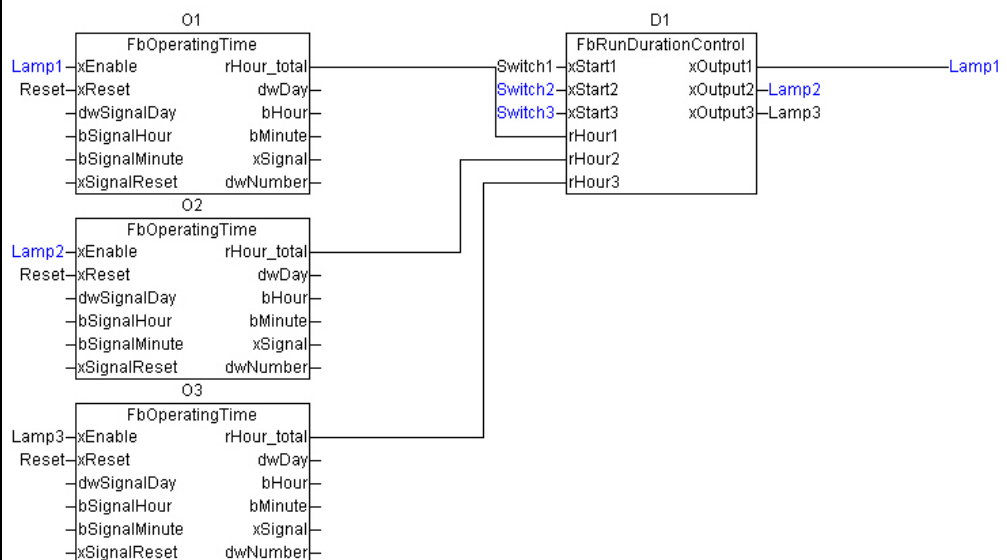 O1
FbOperatingTime
Lamp1 xEnable rHour_total
Reset xReset dwDay
dwSignalDay bHour
bSignalHour bMinute
bSignalMinute xSignal
xSignalReset dwNumber
O2
FbOperatingTime
Lamp2 xEnable rHour_total
Reset xReset dwDay
dwSignalDay bHour
bSignalHour bMinute
bSignalMinute xSignal
xSignalReset dwNumber
O3
FbOperatingTime
Lamp3 xEnable rHour_total
Reset xReset dwDay
dwSignalDay bHour
bSignalHour bMinute
bSignalMinute xSignal
xSignalReset dwNumber
D1
FbRunDurationControl
Switch1 xStart1 xOutput1 Lamp1
Switch2 xStart2 xOutput2 Lamp2
Switch3 xStart3 xOutput3 Lamp3
rHour1
rHour2
rHour3